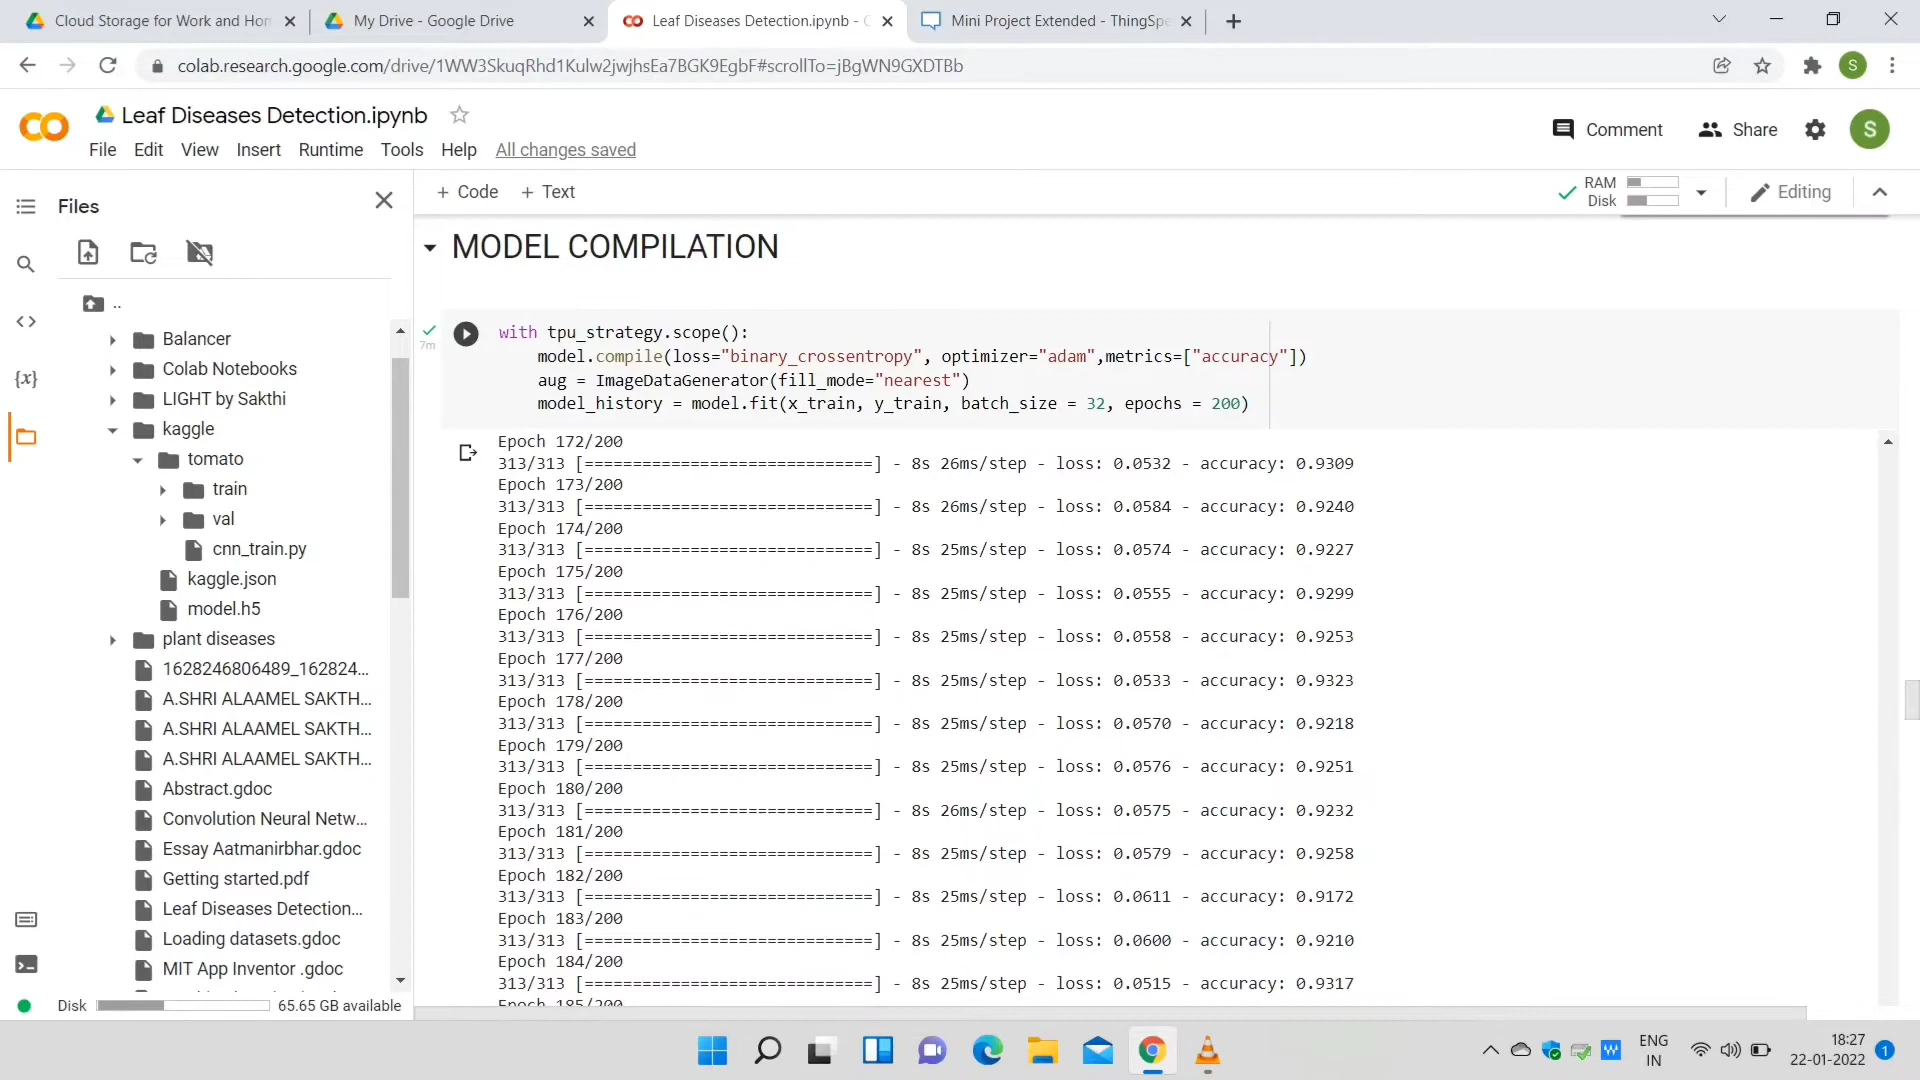 Cloud Storage for Work and Hom
My Drive - Google Drive
Leaf Diseases Detection.ipynb - C
Mini Project Extended - ThingSpe
colab.research.google.com/drive/1WW3SkuqRhd1Kulw2jwjhsEa7BGK9EgbF#scrollTo=jBgWN9GXDTBb
S
Leaf Diseases Detection.ipynb
Comment
Share
S
File Edit View Insert Runtime Tools Help All changes saved
Files
+ Code + Text
RAM
Disk
Editing
MODEL COMPILATION
..
Balancer
Colab Notebooks
LIGHT by Sakthi
kaggle
tomato
train
val
cnn_train.py
kaggle.json
model.h5
plant diseases
1628246806489_162824...
A.SHRI ALAAMEL SAKTH...
A.SHRI ALAAMEL SAKTH...
A.SHRI ALAAMEL SAKTH...
Abstract.gdoc
Convolution Neural Netw...
Essay Aatmanirbhar.gdoc
Getting started.pdf
Leaf Diseases Detection...
Loading datasets.gdoc
MIT App Inventor .gdoc
Disk 65.65 GB available
7m
with tpu_strategy.scope():
model.compile(loss="binary_crossentropy", optimizer="adam",metrics=["accuracy"])
aug = ImageDataGenerator(fill_mode="nearest")
model_history = model.fit(x_train, y_train, batch_size = 32, epochs = 200)
Epoch 172/200
313/313 [==============================] - 8s 26ms/step - loss: 0.0532 - accuracy: 0.9309
Epoch 173/200
313/313 [==============================] - 8s 26ms/step - loss: 0.0584 - accuracy: 0.9240
Epoch 174/200
313/313 [==============================] - 8s 25ms/step - loss: 0.0574 - accuracy: 0.9227
Epoch 175/200
313/313 [==============================] - 8s 25ms/step - loss: 0.0555 - accuracy: 0.9299
Epoch 176/200
313/313 [==============================] - 8s 25ms/step - loss: 0.0558 - accuracy: 0.9253
Epoch 177/200
313/313 [==============================] - 8s 25ms/step - loss: 0.0533 - accuracy: 0.9323
Epoch 178/200
313/313 [==============================] - 8s 25ms/step - loss: 0.0570 - accuracy: 0.9218
Epoch 179/200
313/313 [==============================] - 8s 25ms/step - loss: 0.0576 - accuracy: 0.9251
Epoch 180/200
313/313 [==============================] - 8s 26ms/step - loss: 0.0575 - accuracy: 0.9232
Epoch 181/200
313/313 [==============================] - 8s 25ms/step - loss: 0.0579 - accuracy: 0.9258
Epoch 182/200
313/313 [==============================] - 8s 25ms/step - loss: 0.0611 - accuracy: 0.9172
Epoch 183/200
313/313 [==============================] - 8s 25ms/step - loss: 0.0600 - accuracy: 0.9210
Epoch 184/200
313/313 [==============================] - 8s 25ms/step - loss: 0.0515 - accuracy: 0.9317
Epoch 185/200
ENG
IN
18:27
22-01-2022
1